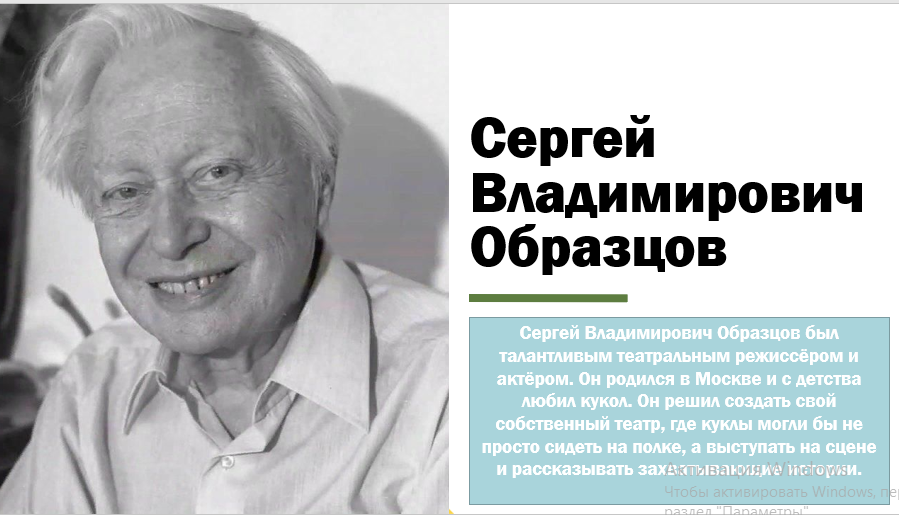 Сергей
Владимирович
Образцов
Сергей Владимирович Образцов был
талантливым театральным режиссёром и
актёром. Он родился в Москве и с детства
любил кукол. Он решил создать свой
собственный театр, где куклы могли бы не
просто сидеть на полке, а выступать на сцене
и рассказывать захватывающие истории.
Активация Windows
Чтобы активировать Windows, пе
раздел "Параметры"